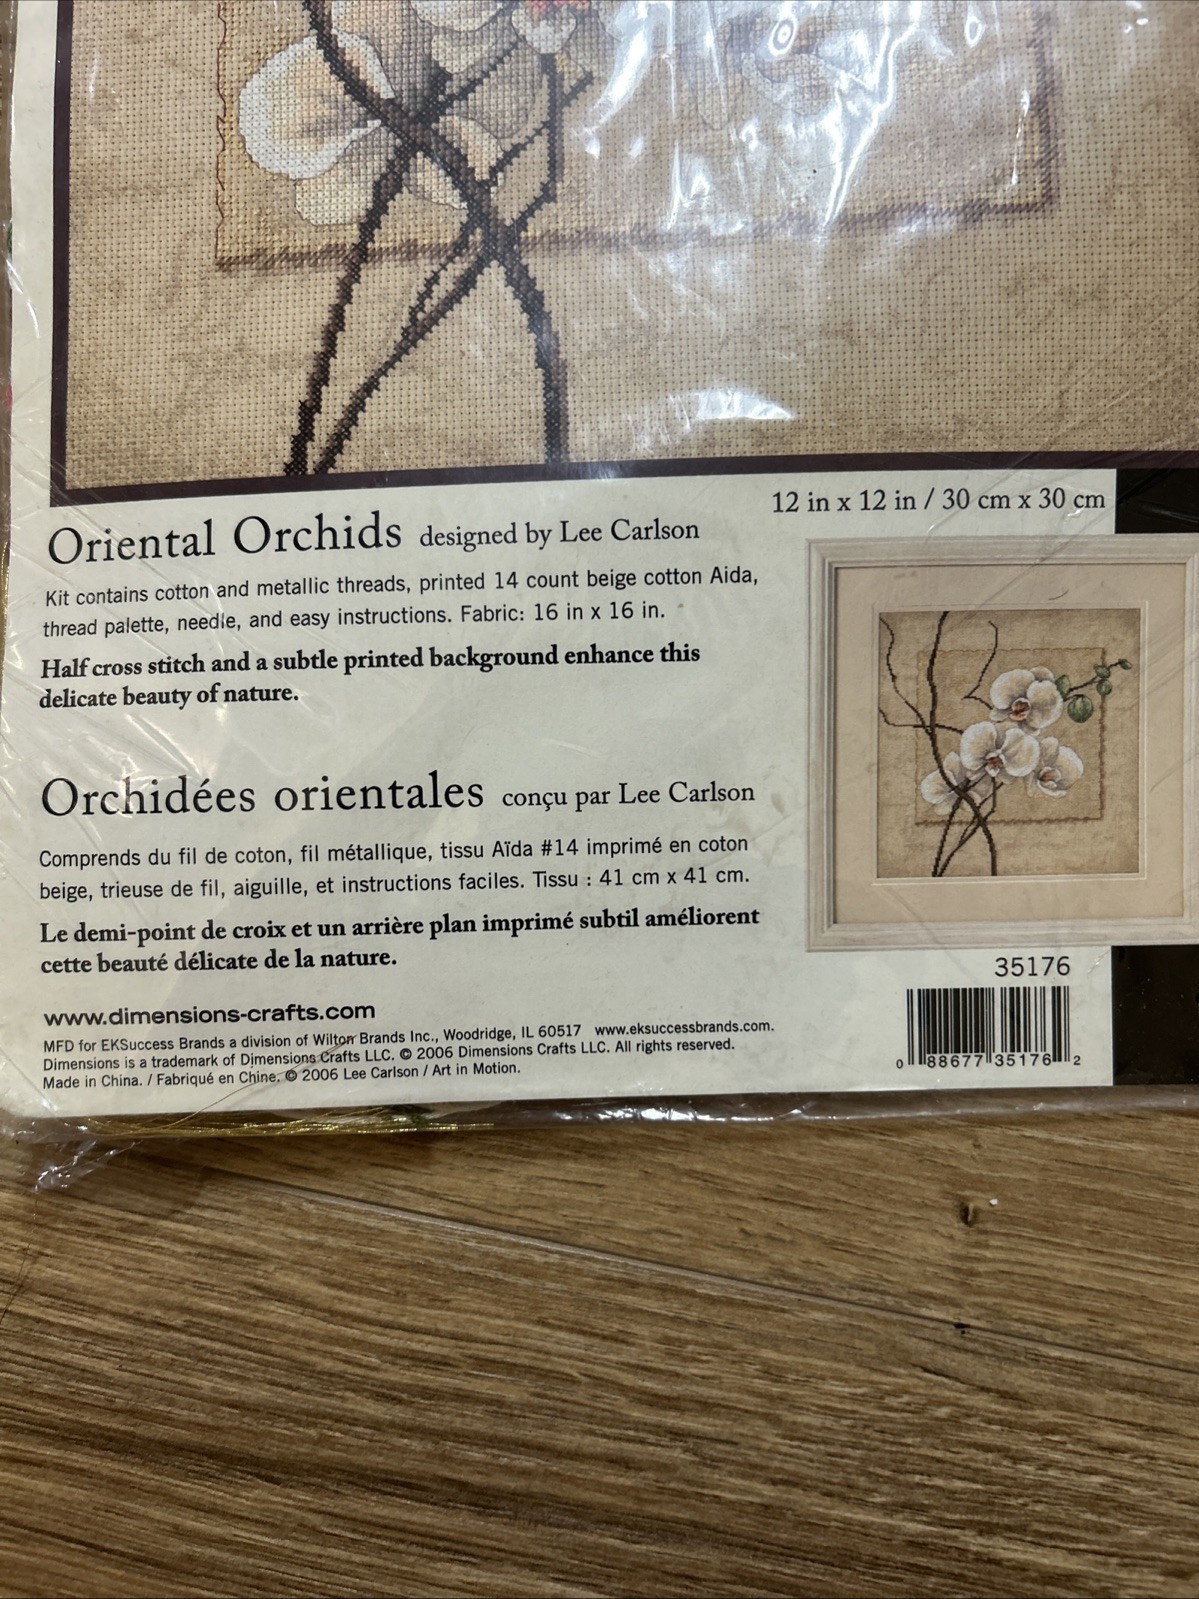 12 in x 12 in / 30 cm x 30 cm
Oriental Orchids designed by Lee Carlson
Kit contains cotton and metallic threads, printed 14 count beige cotton Aida,
thread palette, needle, and easy instructions. Fabric: 16 in x 16 in.
Half cross stitch and a subtle printed background enhance this
delicate beauty of nature.
Orchidées orientales conçu par Lee Carlson
Comprends du fil de coton, fil métallique, tissu Aïda #14 imprimé en coton
beige, trieuse de fil, aiguille, et instructions faciles. Tissu : 41 cm x 41 cm.
Le demi-point de croix et un arrière plan imprimé subtil améliorent
cette beauté délicate de la nature.
www.dimensions-crafts.com
MFD for EKSuccess Brands a division of Wilton Brands Inc., Woodridge, IL 60517 www.eksuccessbrands.com.
Dimensions is a trademark of Dimensions Crafts LLC. © 2006 Dimensions Crafts LLC. All rights reserved.
Made in China. / Fabriqué en Chine. © 2006 Lee Carlson / Art in Motion.
35176
0 88677 35176 2